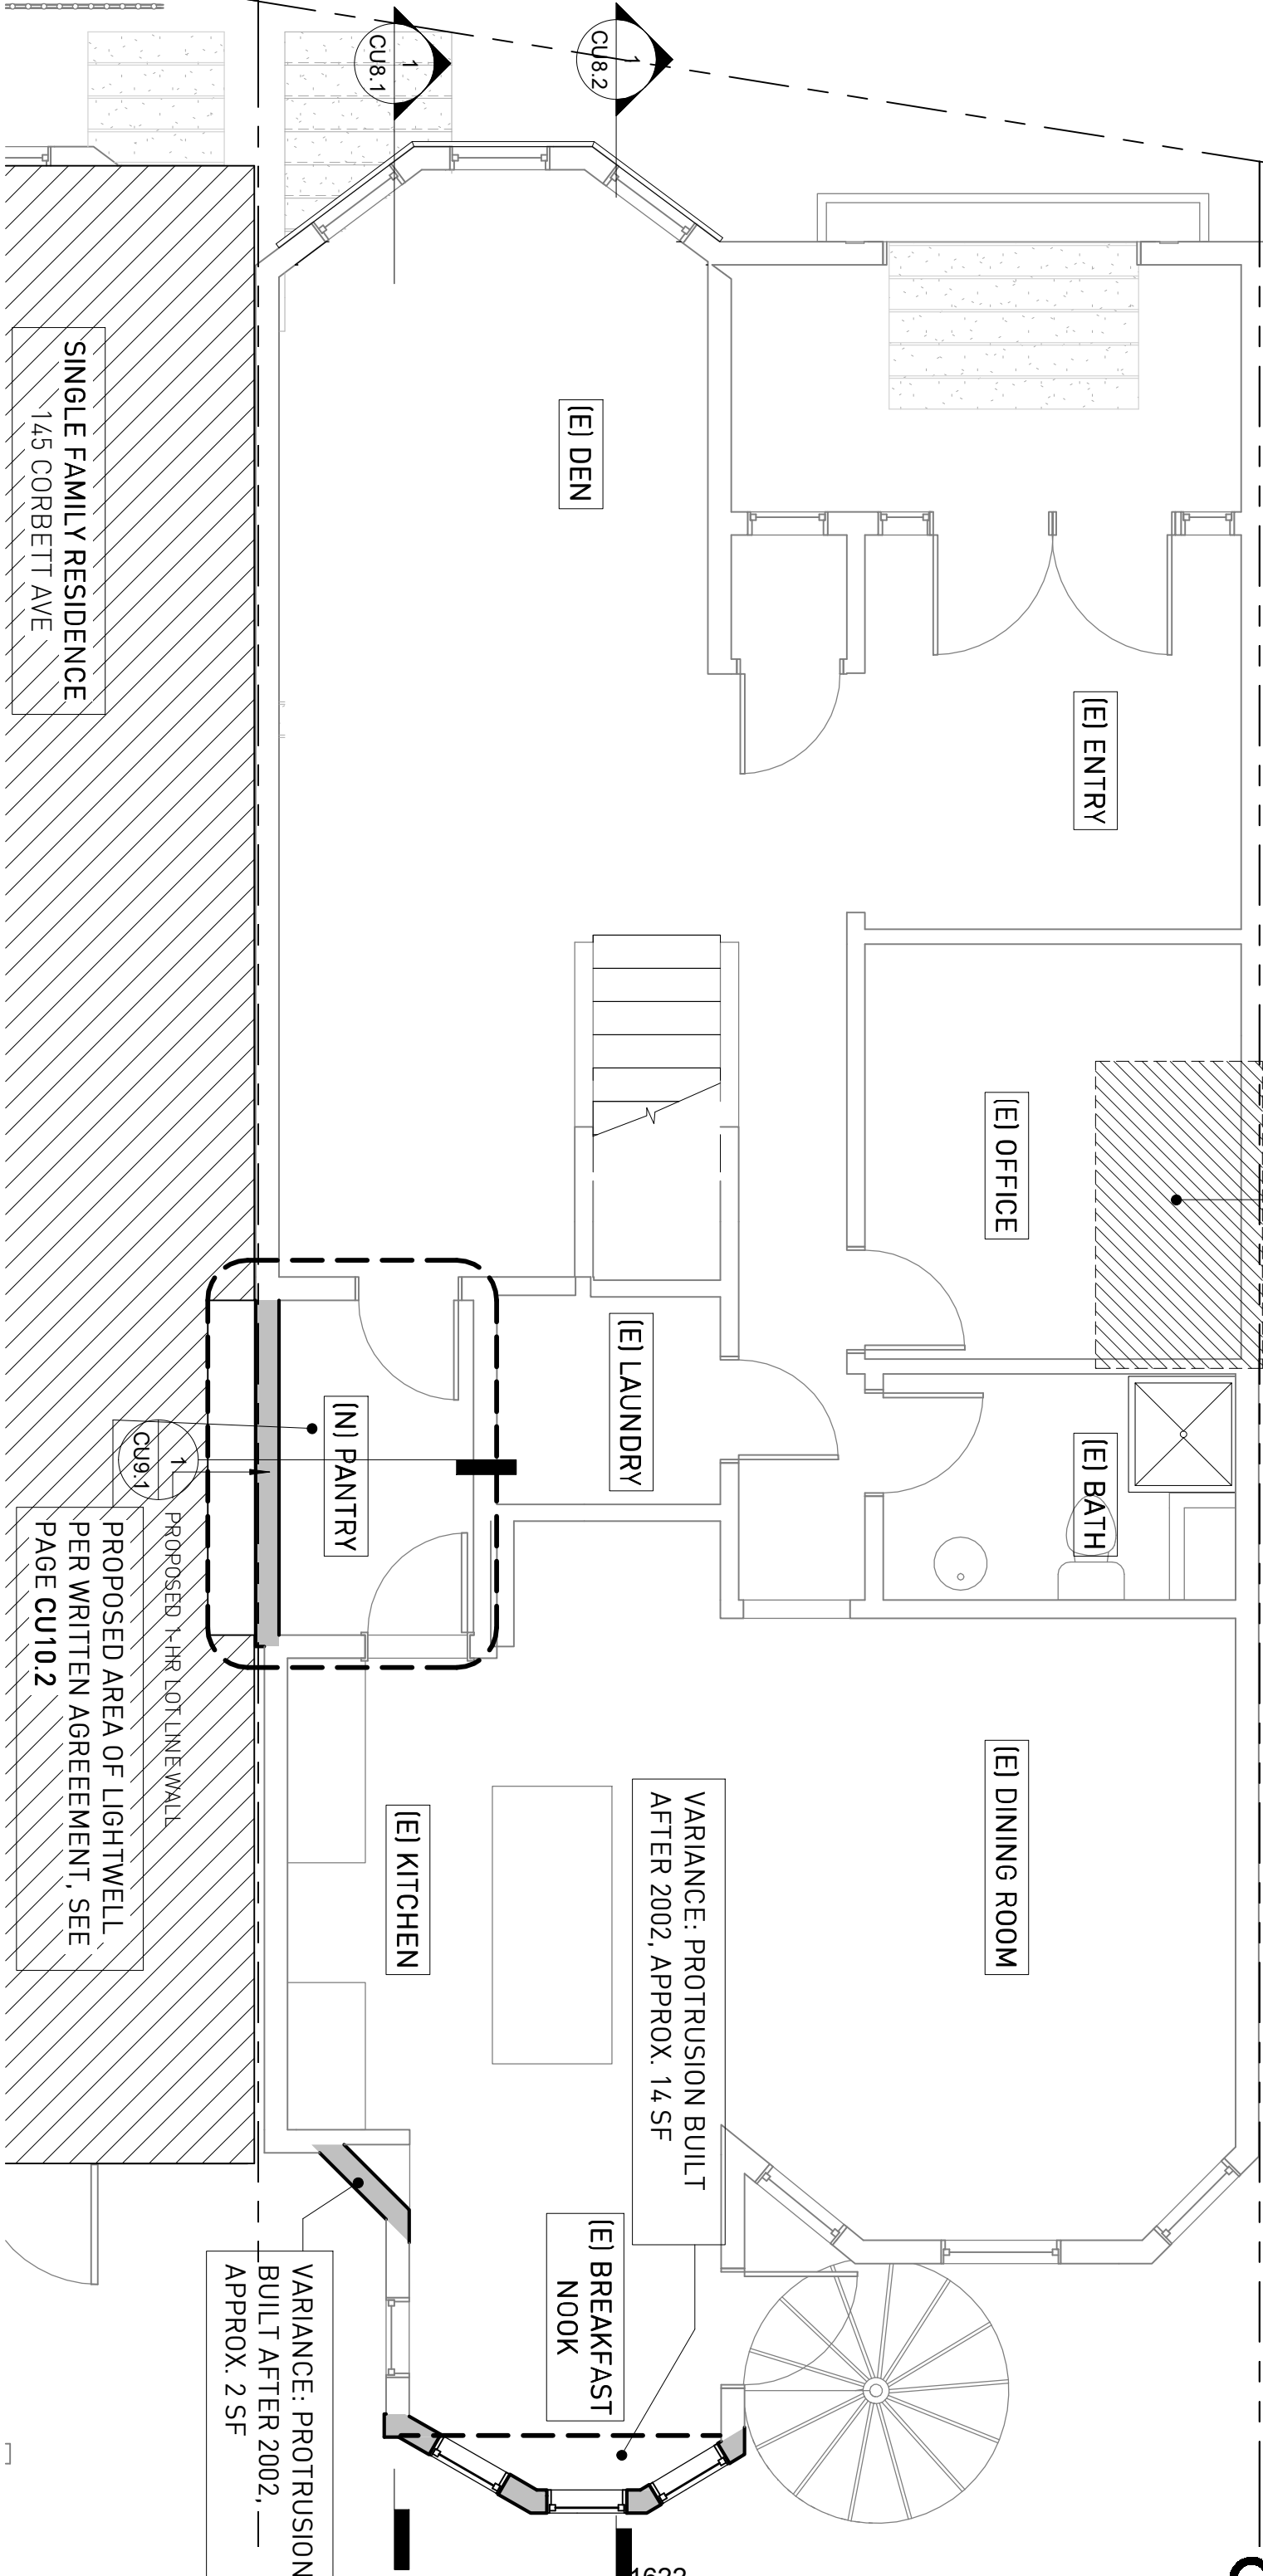 1
CU8.1
1
CU8.2
(E) DEN
(E) ENTRY
SINGLE FAMILY RESIDENCE
145 CORBETT AVE
(E) OFFICE
(E) LAUNDRY
(E) BATH
(N) PANTRY
1
CU9.1
PROPOSED 1-HR LOT LINE WALL
PROPOSED AREA OF LIGHTWELL
PER WRITTEN AGREEEMENT, SEE
PAGE CU10.2
(E) DINING ROOM
(E) KITCHEN
VARIANCE: PROTRUSION BUILT
AFTER 2002, APPROX. 14 SF
(E) BREAKFAST
NOOK
VARIANCE: PROTRUSION
BUILT AFTER 2002,
APPROX. 2 SF